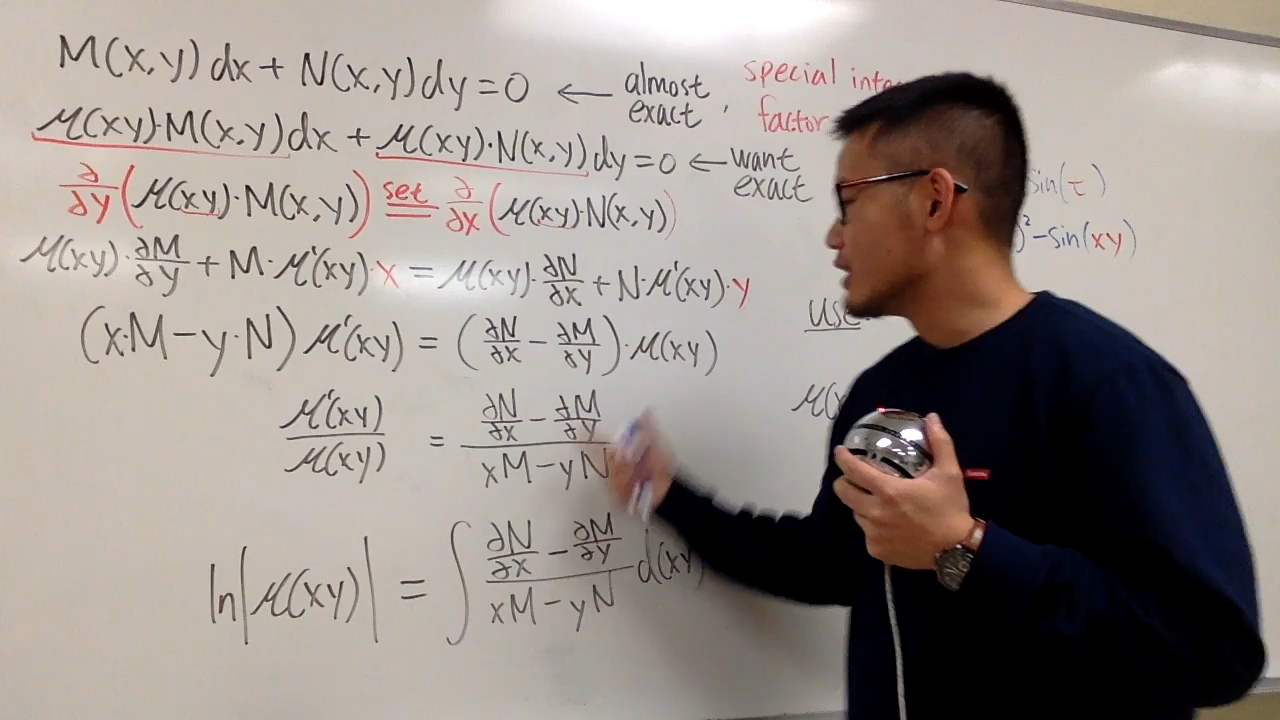 M(x,y)dx + N(x,y)dy = 0 ← almost exact,
special
factor
μ(xy)·M(x,y)dx + μ(xy)·N(x,y)dy = 0 ← want exact
∂/∂y (μ(xy)·M(x,y)) set ∂/∂x (μ(xy)·N(x,y))
sin(t)
)² - sin(xy)
μ(xy)·∂M/∂y + M·μ'(xy)·x = μ(xy)·∂N/∂x + N·μ'(xy)·y
use
(x·M - y·N) μ'(xy) = (∂N/∂x - ∂M/∂y)·μ(xy)
μ(x
μ'(xy)/μ(xy) = (∂N/∂x - ∂M/∂y)/(xM - yN)
ln|μ(xy)| = ∫ (∂N/∂x - ∂M/∂y)/(xM - yN) d(xy)